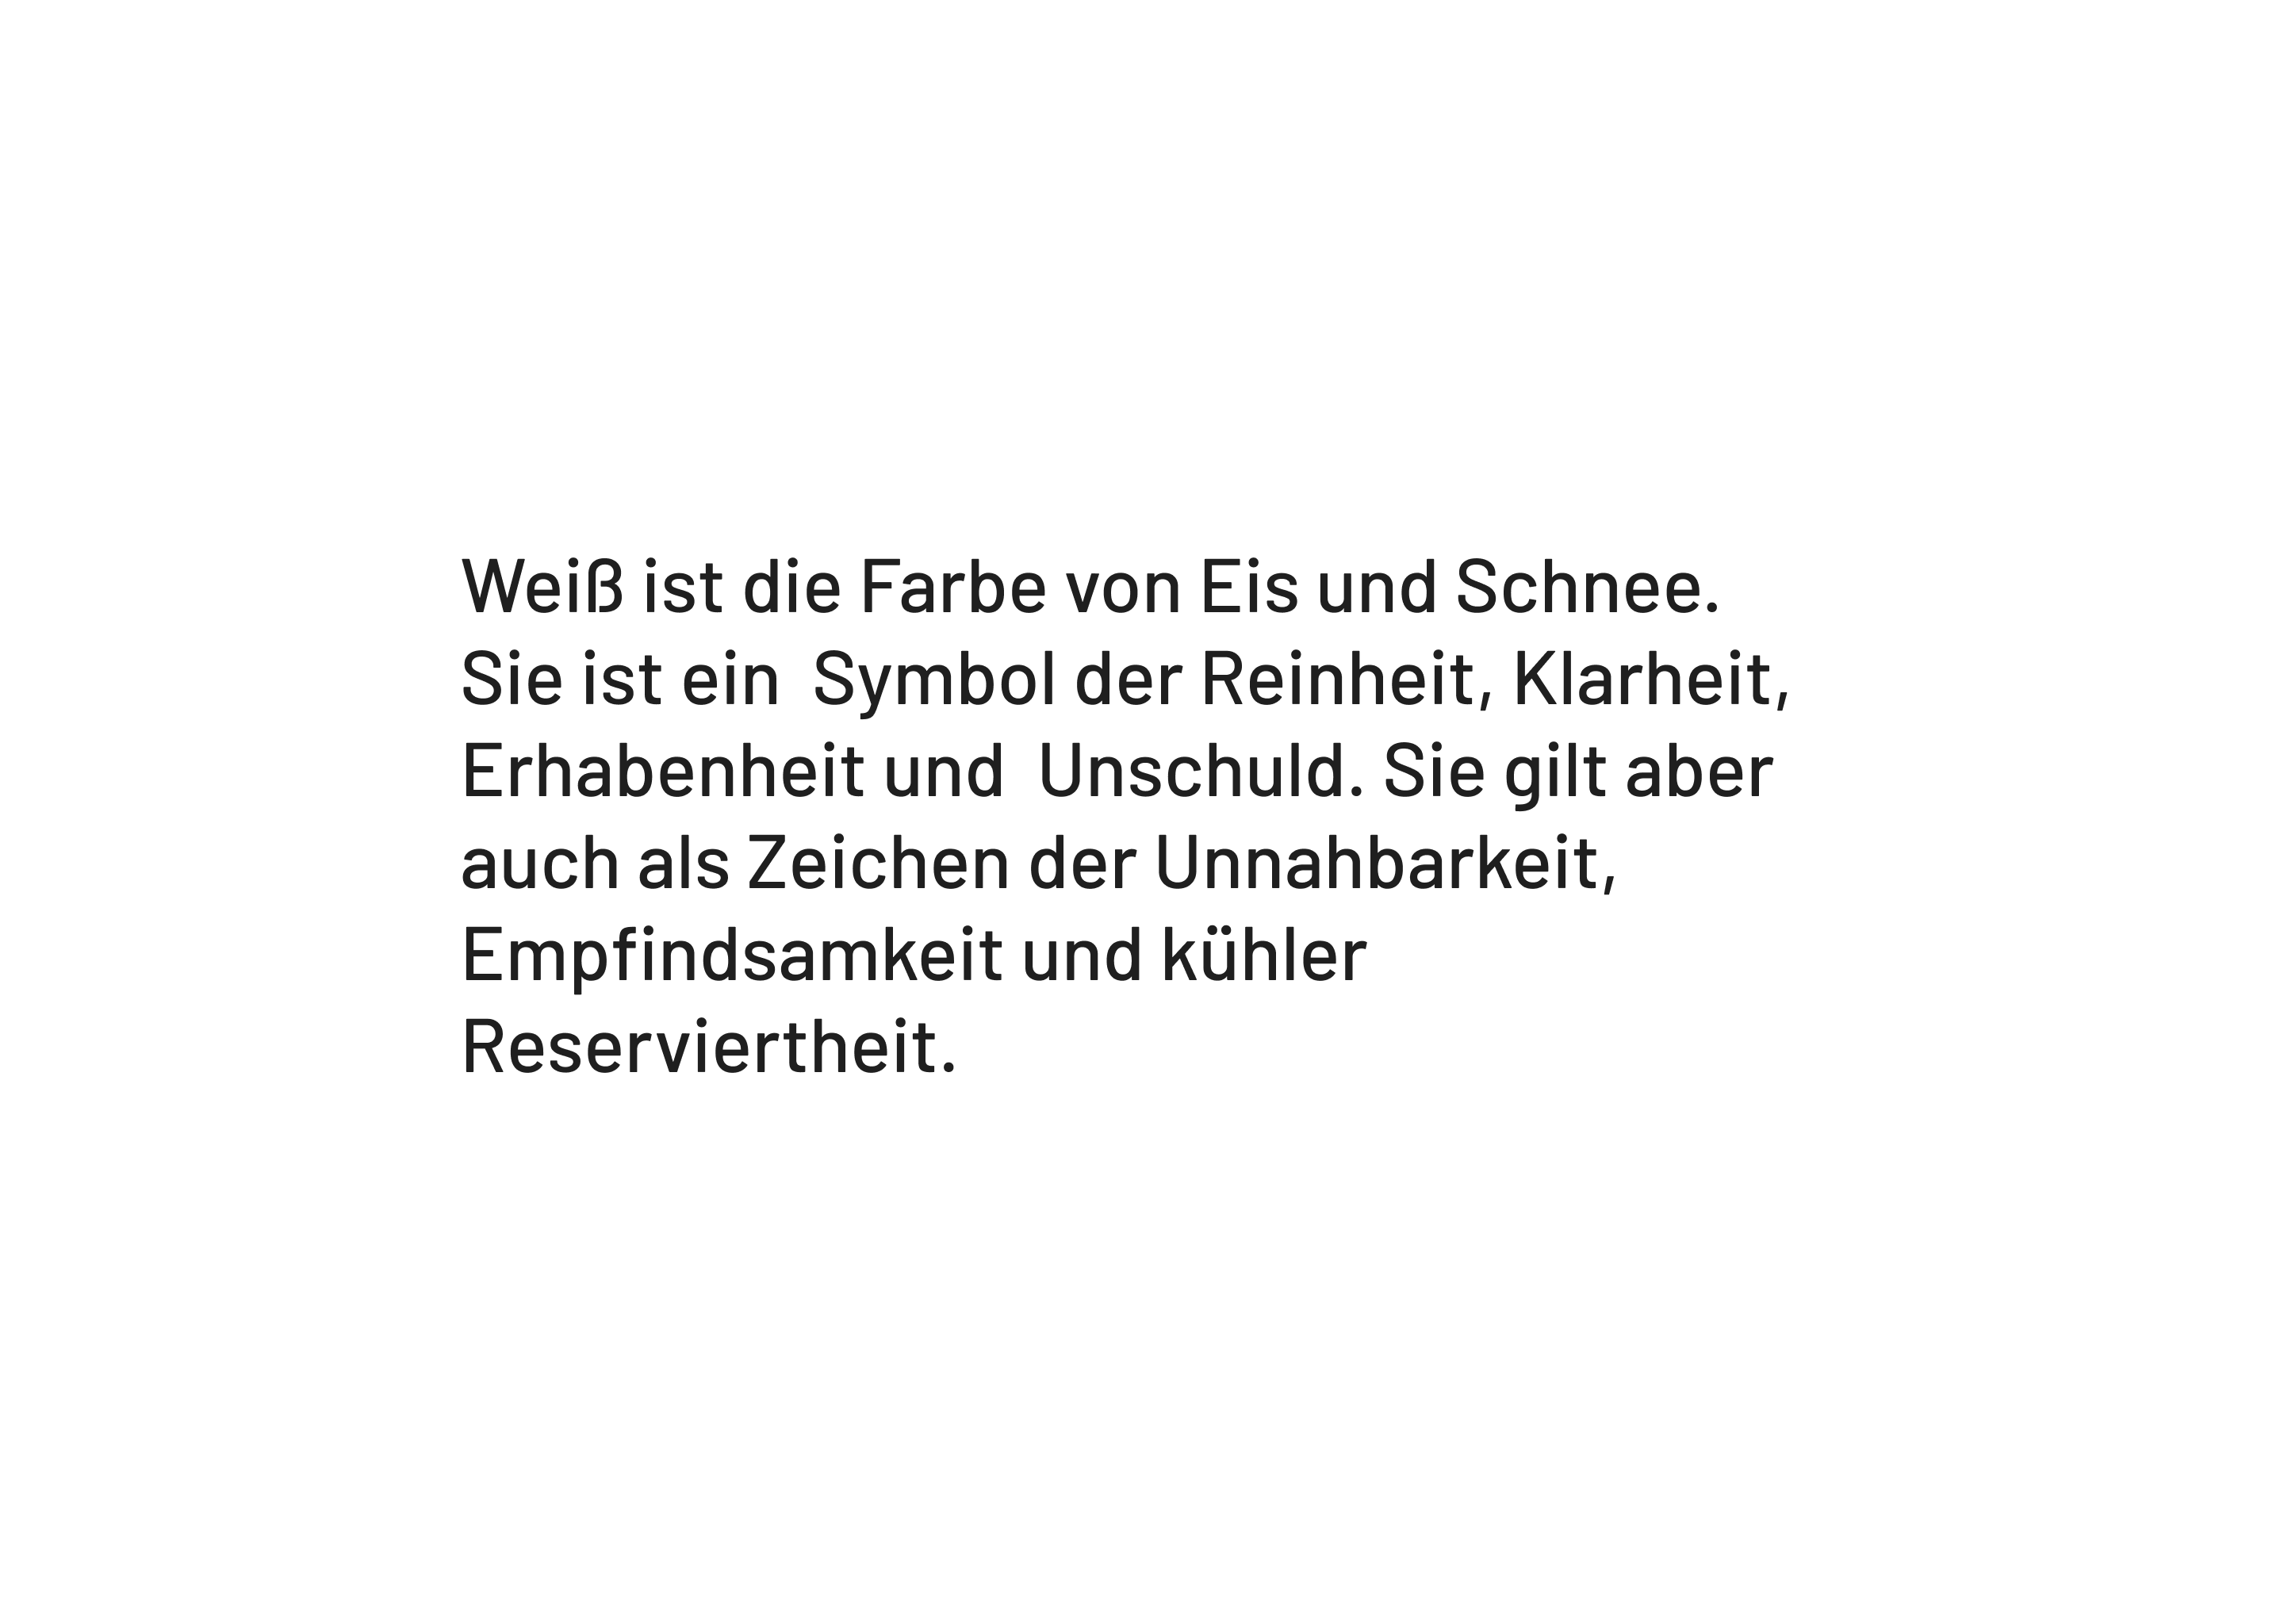 Weiß ist die Farbe von Eis und Schnee.
Sie ist ein  Symbol der Reinheit, Klarheit,
Erhabenheit und  Unschuld. Sie gilt aber
auch als Zeichen der Unnahbarkeit,
Empfindsamkeit und kühler
Reserviertheit.